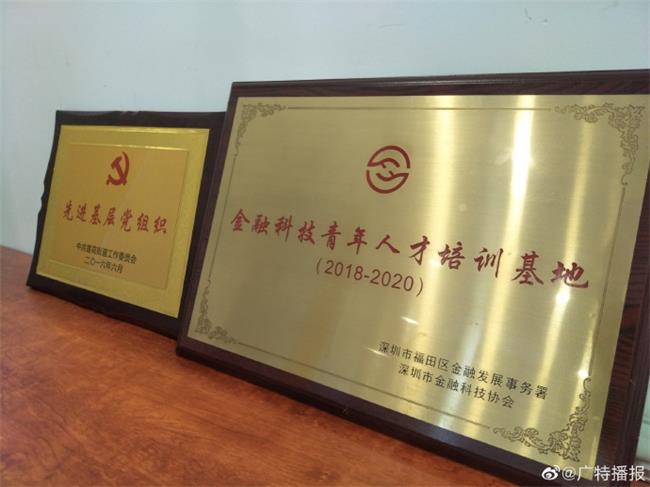 先进基层党组织
中共莲花街道工作委员会
二〇一六年六月
金融科技青年人才培训基地
(2018-2020)
深圳市福田区金融发展事务署
深圳市金融科技协会
@广特播报